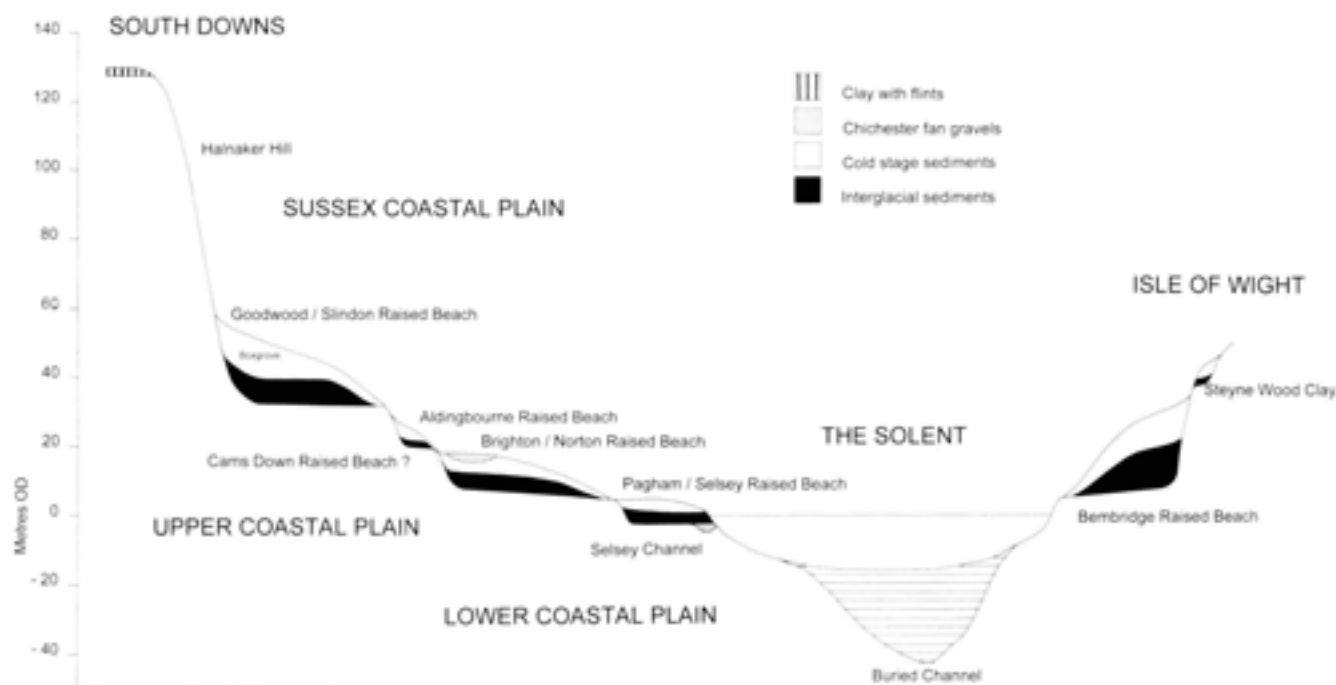 SOUTH DOWNS
140
120
100
80
60
40
20
0
- 20
- 40
Metres OD
Clay with flints
Chichester fan gravels
Cold stage sediments
Interglacial sediments
Halnaker Hill
SUSSEX COASTAL PLAIN
ISLE OF WIGHT
Goodwood / Slindon Raised Beach
Boxgrove
Steyne Wood Clay
Aldingbourne Raised Beach
Brighton / Norton Raised Beach
THE SOLENT
Cams Down Raised Beach ?
Pagham / Selsey Raised Beach
UPPER COASTAL PLAIN
Bembridge Raised Beach
Selsey Channel
LOWER COASTAL PLAIN
Buried Channel